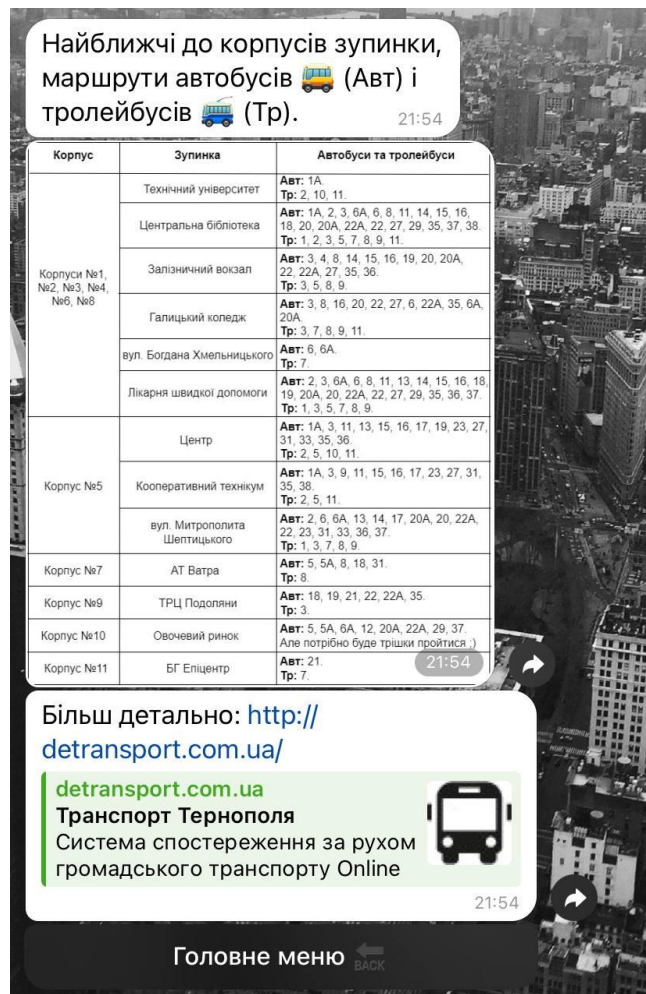 Найближчі до корпусів зупинки,
маршрути автобусів 🚌 (Авт) і
тролейбусів 🚎 (Тр).
21:54
Корпус Зупинка Автобуси та тролейбуси
Корпуси №1,
№2, №3, №4,
№6, №8
Технічний університет
Авт: 1А.
Тр: 2, 10, 11.
Центральна бібліотека
Авт: 1А, 2, 3, 6А, 6, 8, 11, 14, 15, 16,
18, 20, 20А, 22А, 22, 27, 29, 35, 37, 38.
Тр: 1, 2, 3, 5, 7, 8, 9, 11.
Залізничний вокзал
Авт: 3, 4, 8, 14, 15, 16, 19, 20, 20А,
22, 22А, 27, 35, 36.
Тр: 3, 5, 8, 9.
Галицький коледж
Авт: 3, 8, 16, 20, 22, 27, 6, 22А, 35, 6А,
20А.
Тр: 3, 7, 8, 9, 11.
вул. Богдана Хмельницького
Авт: 6, 6А.
Тр: 7.
Лікарня швидкої допомоги
Авт: 2, 3, 6А, 6, 8, 11, 13, 14, 15, 16, 18,
19, 20А, 20, 22А, 22, 27, 29, 35, 36, 37.
Тр: 1, 3, 5, 7, 8, 9.
Корпус №5
Центр
Авт: 1А, 3, 11, 13, 15, 16, 17, 19, 23, 27,
31, 33, 35, 36.
Тр: 2, 5, 10, 11.
Кооперативний технікум
Авт: 1А, 3, 9, 11, 15, 16, 17, 23, 27, 31,
35, 38.
Тр: 2, 5, 11.
вул. Митрополита
Шептицького
Авт: 2, 6, 6А, 13, 14, 17, 20А, 20, 22А,
22, 23, 31, 33, 36, 37.
Тр: 1, 3, 7, 8, 9.
Корпус №7
АТ Ватра
Авт: 5, 5А, 8, 18, 31.
Тр: 8.
Корпус №9
ТРЦ Подоляни
Авт: 18, 19, 21, 22, 22А, 35.
Тр: 3.
Корпус №10
Овочевий ринок
Авт: 5, 5А, 6А, 12, 20А, 22А, 29, 37.
Але потрібно буде трішки пройтися ;)
Корпус №11
БГ Епіцентр
Авт: 21.
Тр: 7.
21:54
Більш детально: http://
detransport.com.ua/
detransport.com.ua
Транспорт Тернополя
Система спостереження за рухом
громадського транспорту Online
21:54
Головне меню 🔙 BACK